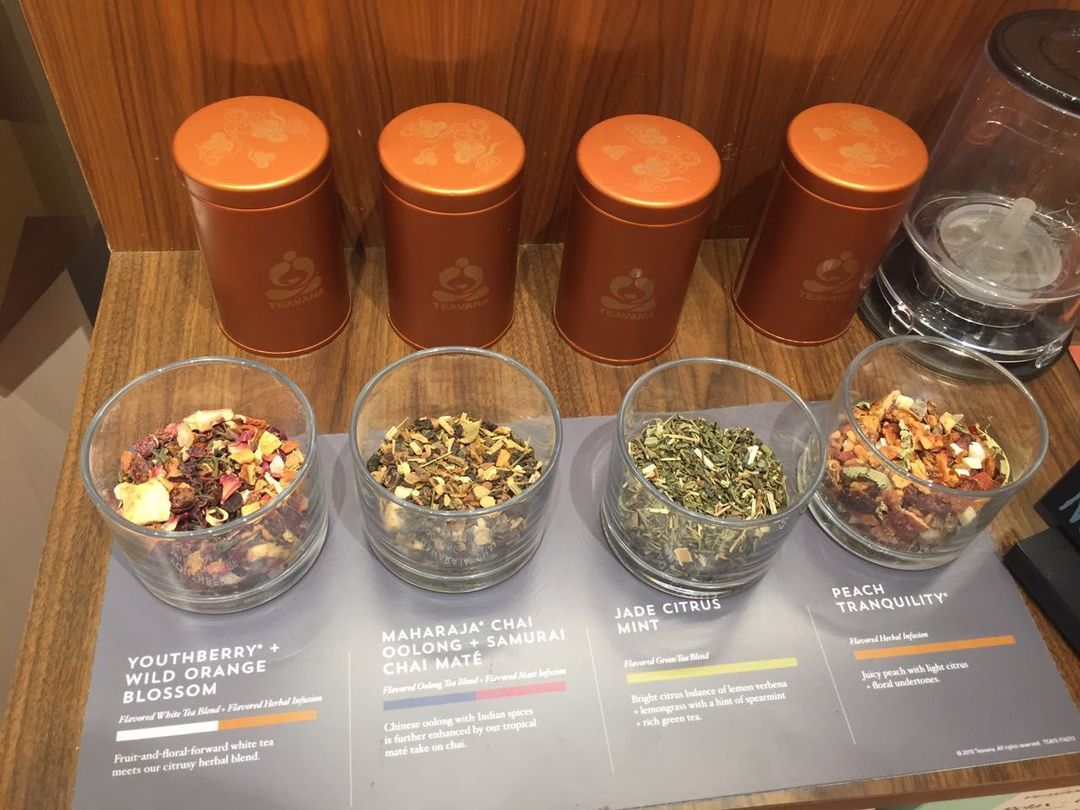 TEAVANA
TEAVANA
TEAVANA
TEAVANA
YOUTHBERRY® +
WILD ORANGE
BLOSSOM
Flavored White Tea Blend + Flavored Herbal Infusion
Fruit-and-floral-forward white tea
meets our citrusy herbal blend.
MAHARAJA® CHAI
OOLONG + SAMURAI
CHAI MATÉ
Flavored Oolong Tea Blend + Flavored Maté Infusion
Chinese oolong with Indian spices
is further enhanced by our tropical
maté take on chai.
JADE CITRUS
MINT
Flavored Green Tea Blend
Bright citrus balance of lemon verbena
+ lemongrass with a hint of spearmint
+ rich green tea.
PEACH
TRANQUILITY®
Flavored Herbal Infusion
Juicy peach with light citrus
+ floral undertones.
© 2015 Teavana. All rights reserved.